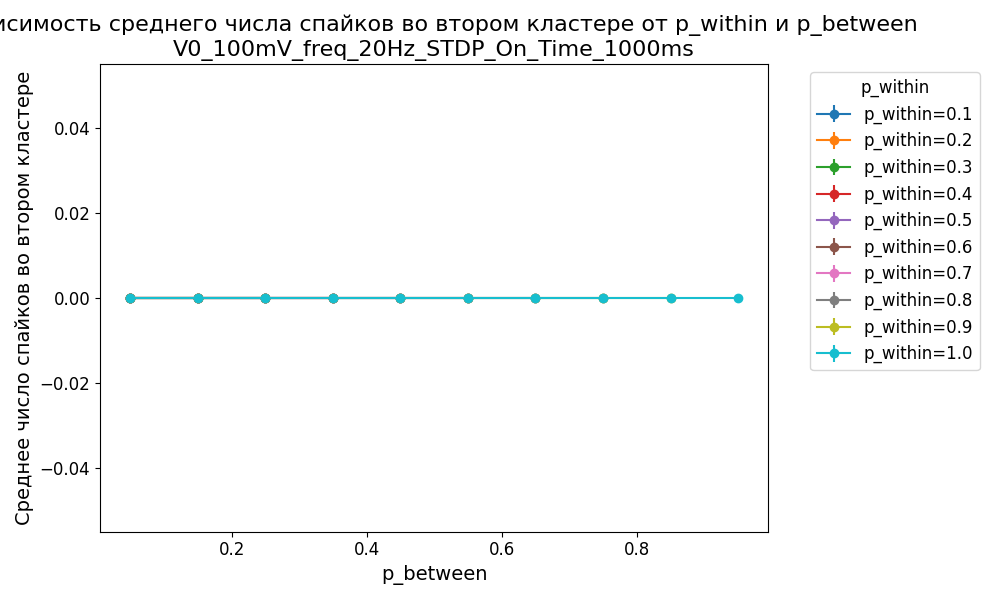 исимость среднего числа спайков во втором кластере от p_within и p_between
V0_100mV_freq_20Hz_STDP_On_Time_1000ms
Среднее число спайков во втором кластере
0.04
0.02
0.00
−0.02
−0.04
0.2 0.4 0.6 0.8
p_between
p_within
p_within=0.1
p_within=0.2
p_within=0.3
p_within=0.4
p_within=0.5
p_within=0.6
p_within=0.7
p_within=0.8
p_within=0.9
p_within=1.0